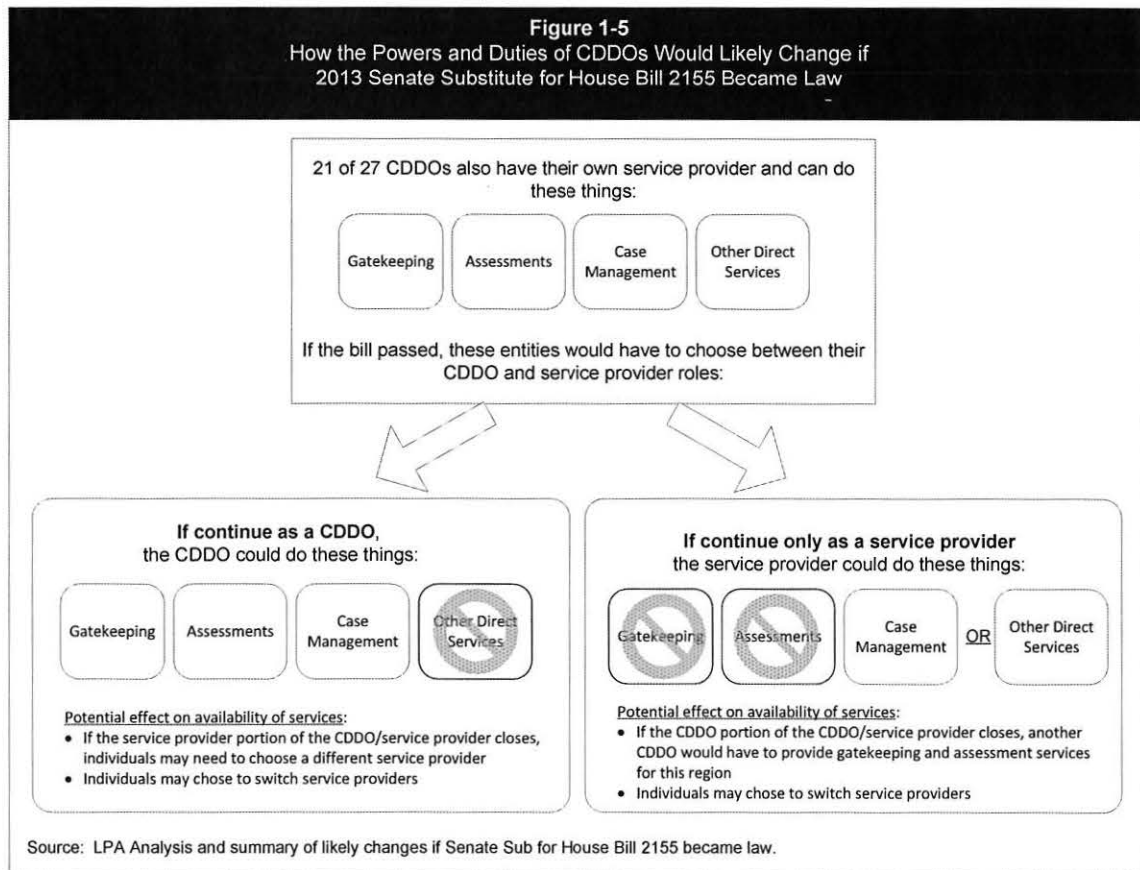 Figure 1-5
How the Powers and Duties of CDDOs Would Likely Change if
2013 Senate Substitute for House Bill 2155 Became Law
21 of 27 CDDOs also have their own service provider and can do
these things:
Gatekeeping
Assessments
Case
Management
Other Direct
Services
If the bill passed, these entities would have to choose between their
CDDO and service provider roles:
If continue as a CDDO,
the CDDO could do these things:
Gatekeeping
Assessments
Case
Management
Other Direct
Services
Potential effect on availability of services:
• If the service provider portion of the CDDO/service provider closes,
individuals may need to choose a different service provider
• Individuals may chose to switch service providers
If continue only as a service provider
the service provider could do these things:
Gatekeeping
Assessments
Case
Management
OR
Other Direct
Services
Potential effect on availability of services:
• If the CDDO portion of the CDDO/service provider closes, another
CDDO would have to provide gatekeeping and assessment services
for this region
• Individuals may chose to switch service providers
Source: LPA Analysis and summary of likely changes if Senate Sub for House Bill 2155 became law.